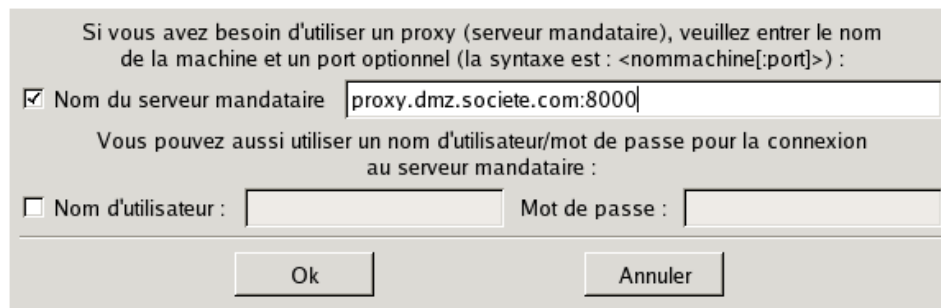 Si vous avez besoin d'utiliser un proxy (serveur mandataire), veuillez entrer le nom
de la machine et un port optionnel (la syntaxe est : <nommachine[:port]>) :
Nom du serveur mandataire proxy.dmz.societe.com:8000
Vous pouvez aussi utiliser un nom d'utilisateur/mot de passe pour la connexion
au serveur mandataire :
Nom d'utilisateur : Mot de passe :
Ok Annuler